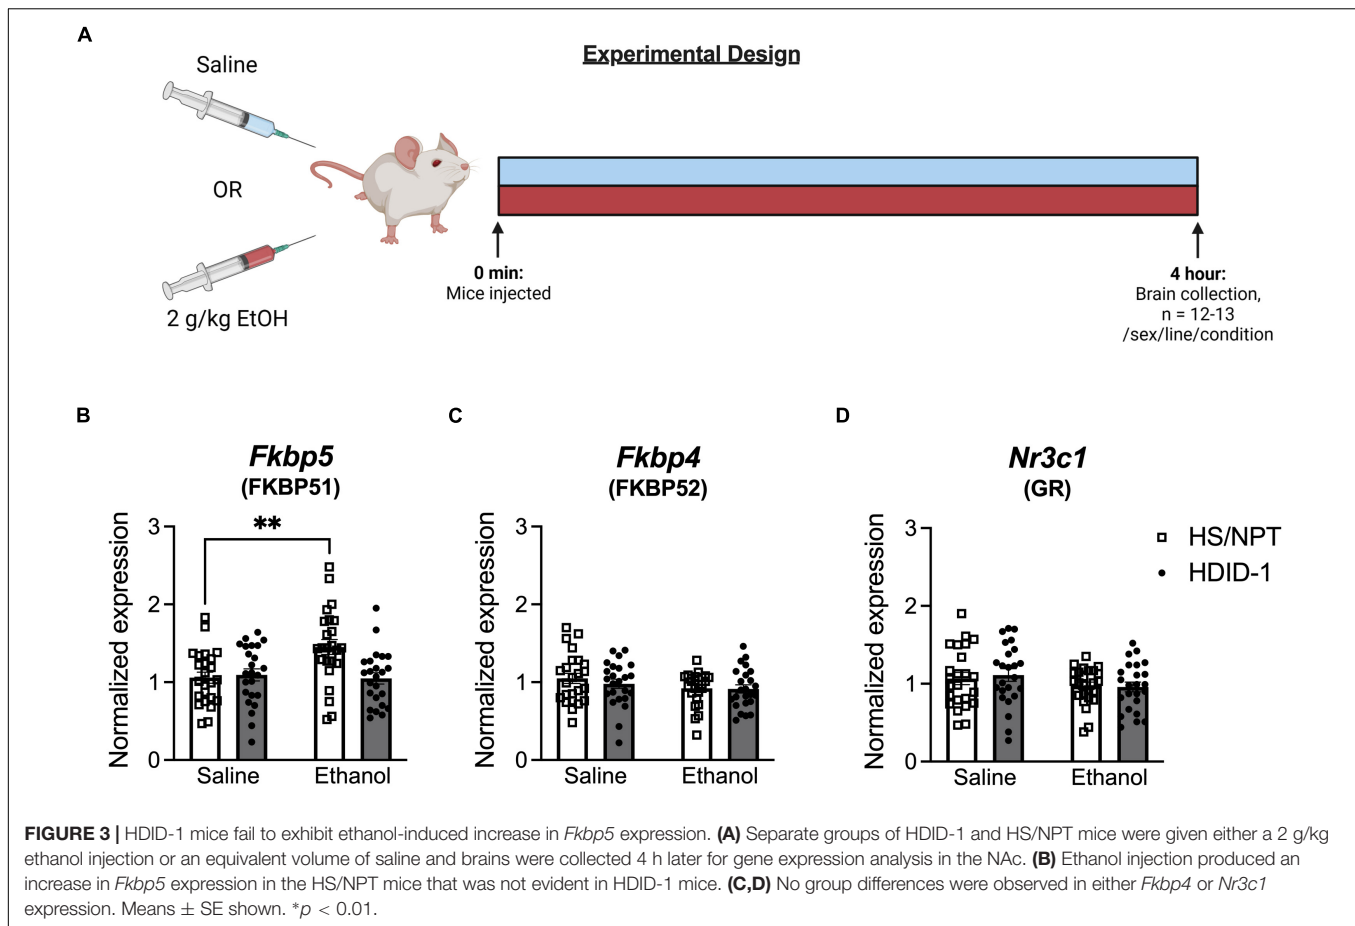 A
Experimental Design
Saline
OR
2 g/kg EtOH
0 min:
Mice injected
4 hour:
Brain collection,
n = 12-13
/sex/line/condition
B
Fkbp5
(FKBP51)
Normalized expression
3
2
1
0
**
Saline
Ethanol
C
Fkbp4
(FKBP52)
Normalized expression
3
2
1
0
Saline
Ethanol
D
Nr3c1
(GR)
Normalized expression
3
2
1
0
Saline
Ethanol
HS/NPT
HDID-1
FIGURE 3 | HDID-1 mice fail to exhibit ethanol-induced increase in Fkbp5 expression. (A) Separate groups of HDID-1 and HS/NPT mice were given either a 2 g/kg
ethanol injection or an equivalent volume of saline and brains were collected 4 h later for gene expression analysis in the NAc. (B) Ethanol injection produced an
increase in Fkbp5 expression in the HS/NPT mice that was not evident in HDID-1 mice. (C,D) No group differences were observed in either Fkbp4 or Nr3c1
expression. Means ± SE shown. *p < 0.01.